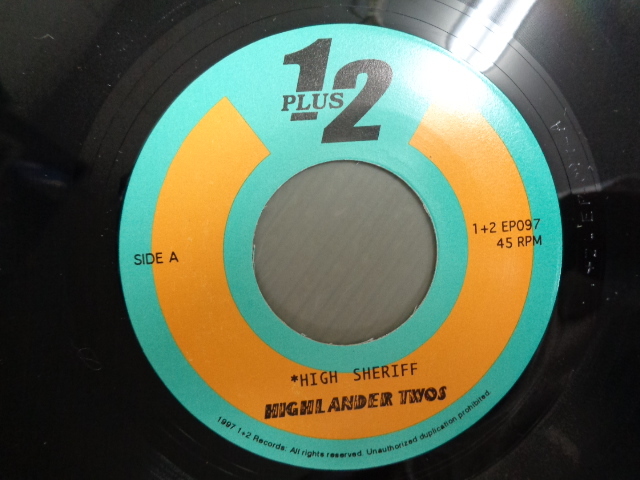 1 PLUS 2
SIDE A
1+2 EP097
45 RPM
*HIGH SHERIFF
HIGHLANDER TWOS
1997 1+2 Records: All rights reserved. Unauthorized duplication prohibited.